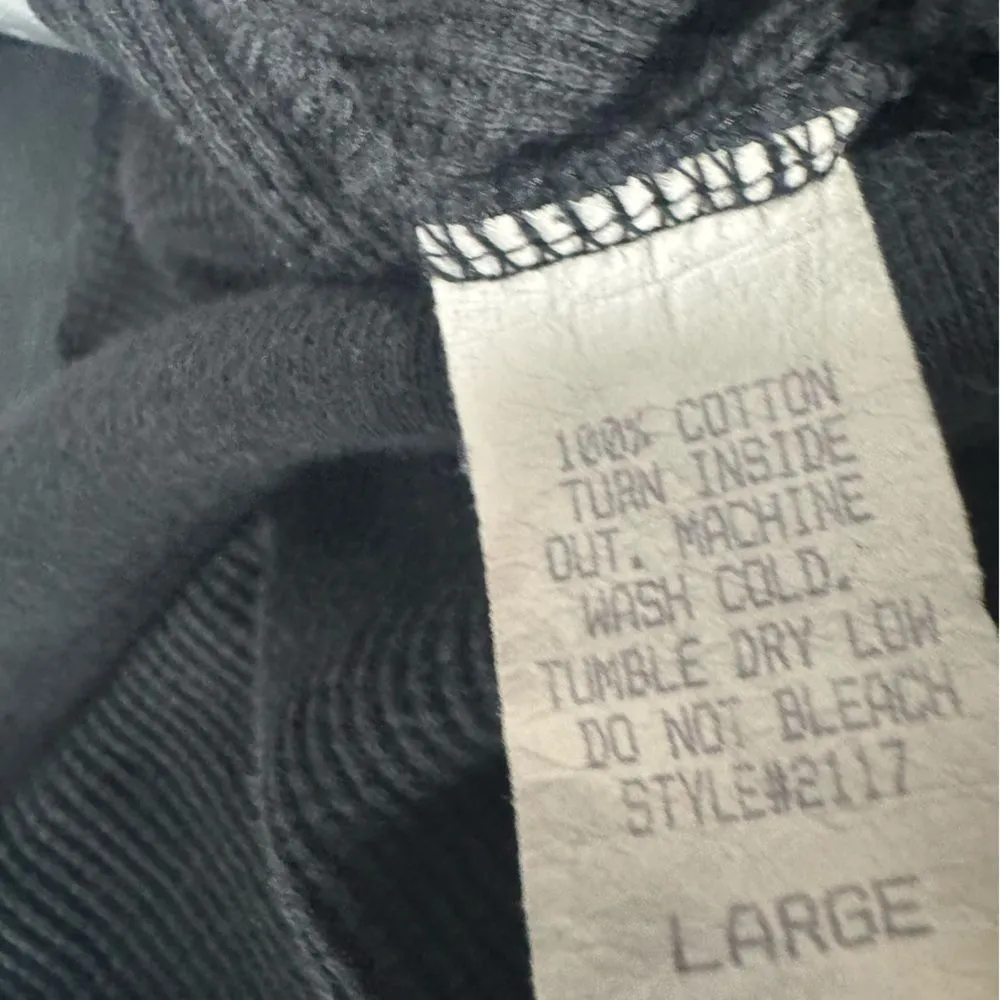 100% COTTON
TURN INSIDE
OUT. MACHINE
WASH COLD.
TUMBLE DRY LOW
DO NOT BLEACH
STYLE#2117
LARGE